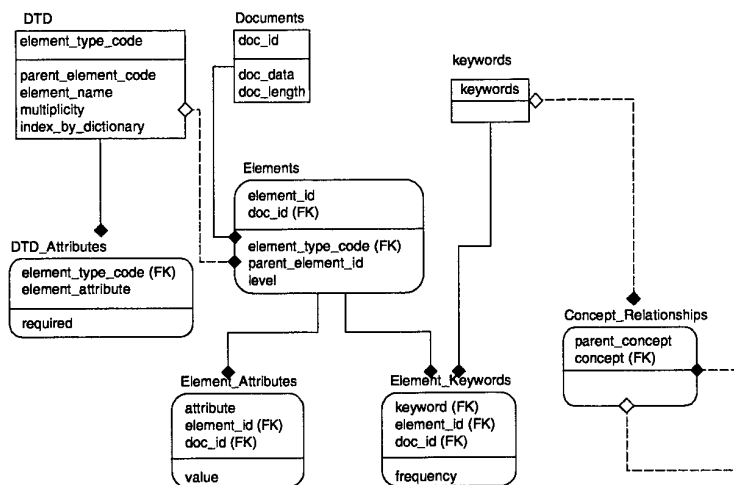 DTD
element_type_code
parent_element_code
element_name
multiplicity
index_by_dictionary
Documents
doc_id
doc_data
doc_length
keywords
keywords
Elements
element_id
doc_id (FK)
element_type_code (FK)
parent_element_id
level
DTD_Attributes
element_type_code (FK)
element_attribute
required
Concept_Relationships
parent_concept
concept (FK)
Element_Attributes
attribute
element_id (FK)
doc_id (FK)
value
Element_Keywords
keyword (FK)
element_id (FK)
doc_id (FK)
frequency